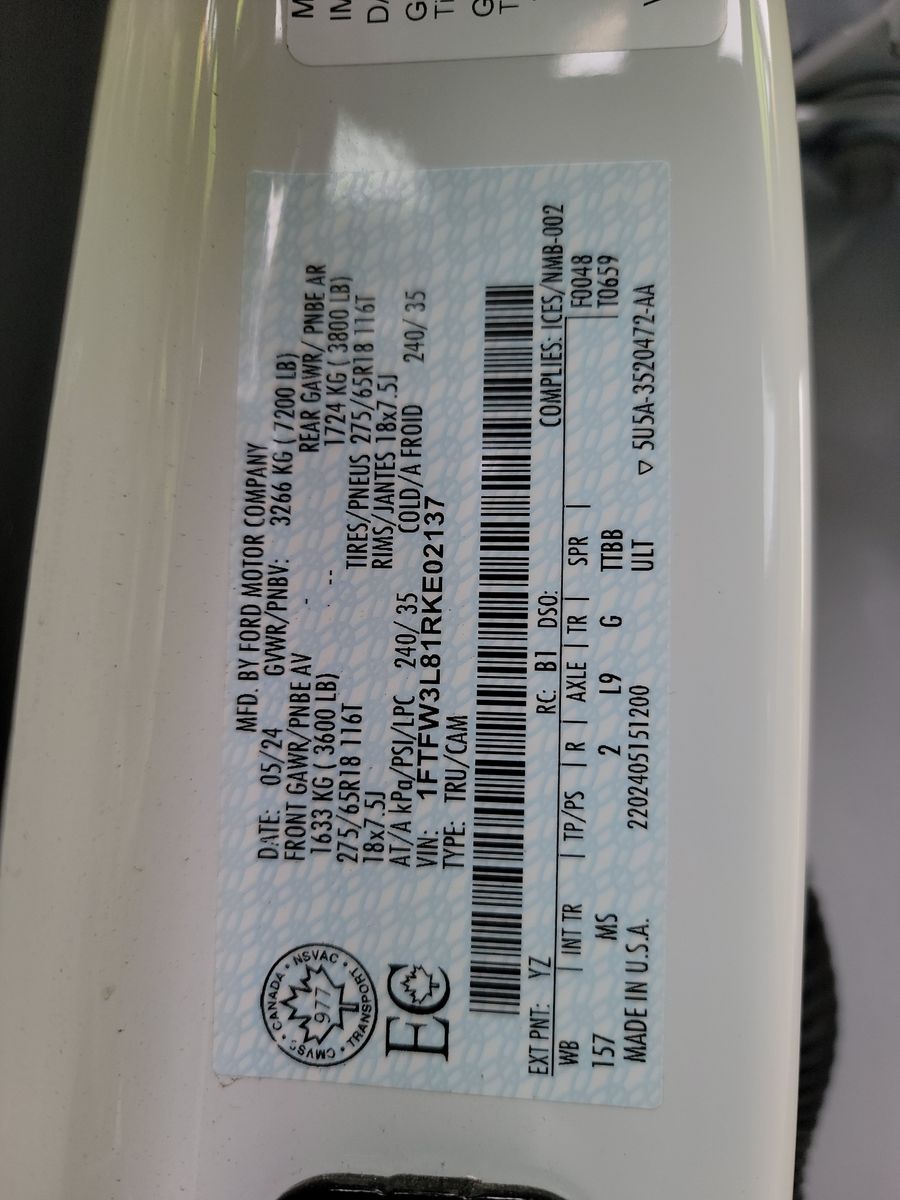 MFD. BY FORD MOTOR COMPANY
DATE: 05/24 GVWR/PNBV: 3266 KG ( 7200 LB)
FRONT GAWR/PNBE AV REAR GAWR/ PNBE AR
1633 KG ( 3600 LB) - -- 1724 KG ( 3800 LB)
275/65R18 116T TIRES/PNEUS 275/65R18 116T
18x7.5J RIMS/JANTES 18x7.5J
AT/A kPa/PSI/LPC 240/ 35 COLD/A FROID 240/ 35
VIN: 1FTFW3L81RKE02137
TYPE: TRU/CAM
CANADA • NSVAC • TRANSPORT • CMVSS •
977
EC
COMPLIES: ICES/NMB-002
EXT PNT: YZ RC: B1 DSO: F0048
WB | INT TR | TP/PS | R | AXLE | TR | SPR | T0659
157 MS 2 L9 G TTBB
MADE IN U.S.A. 2202405151200 ULT ▽ 5U5A-3520472-AA